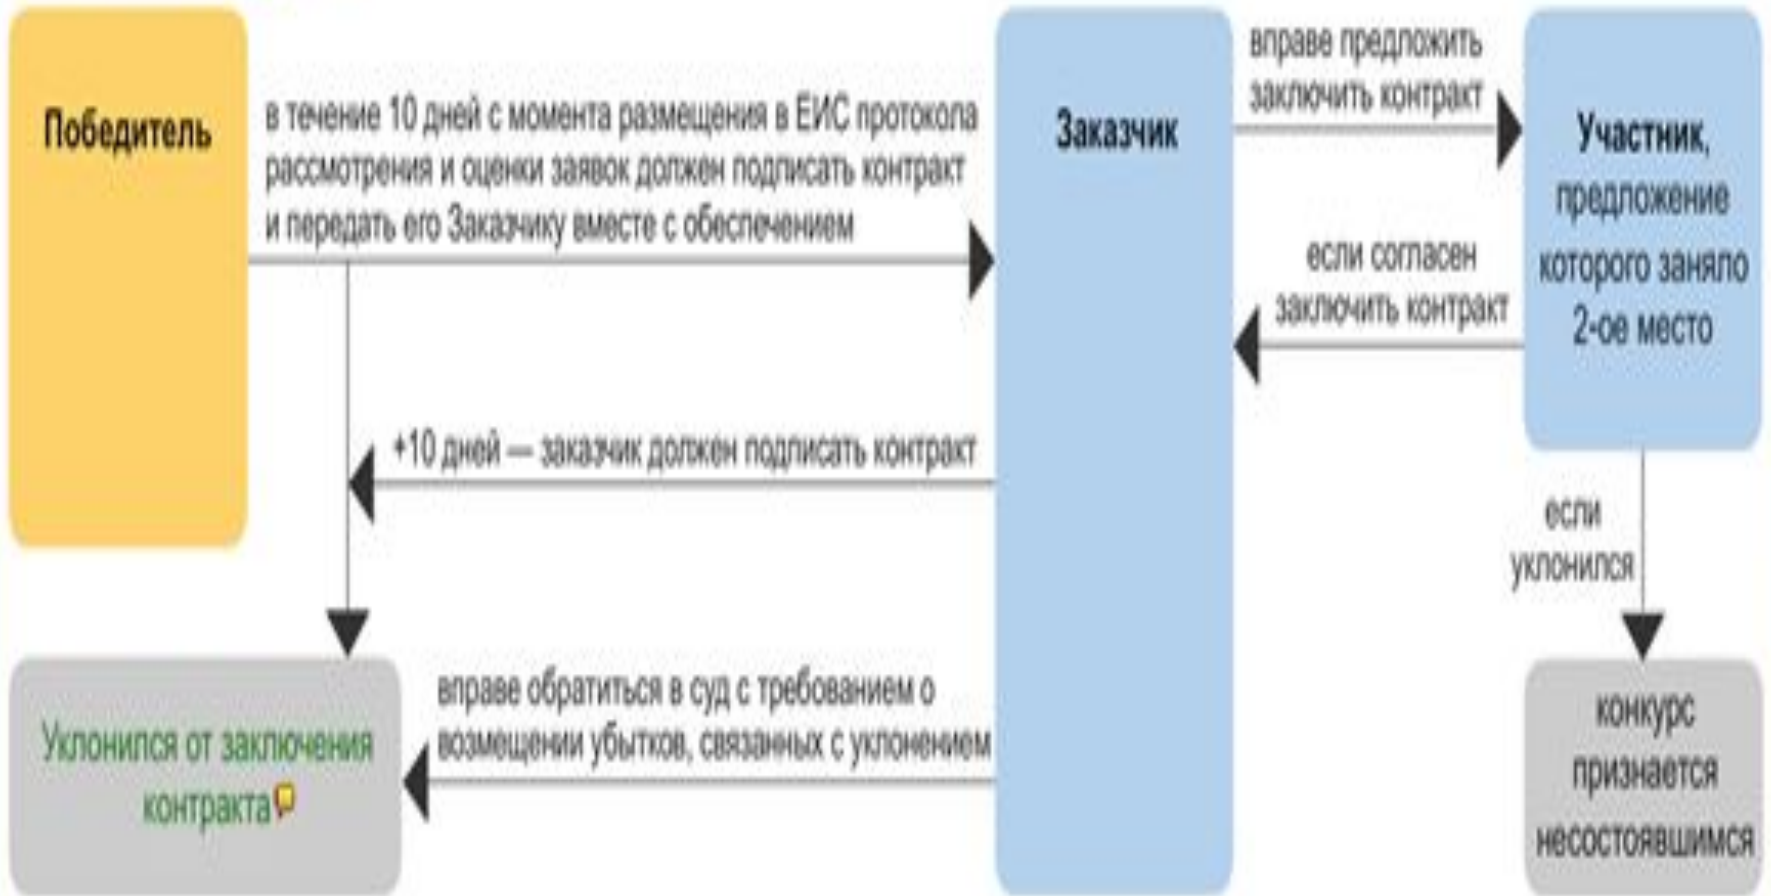 Победитель
в течение 10 дней с момента размещения в ЕИС протокола
рассмотрения и оценки заявок должен подписать контракт
и передать его Заказчику вместе с обеспечением
Заказчик
вправе предложить
заключить контракт
Участник,
предложение
которого заняло
2-ое место
если согласен
заключить контракт
+10 дней — заказчик должен подписать контракт
если
уклонился
Уклонился от заключения
контракта
вправе обратиться в суд с требованием о
возмещении убытков, связанных с уклонением
конкурс
признается
несостоявшимся